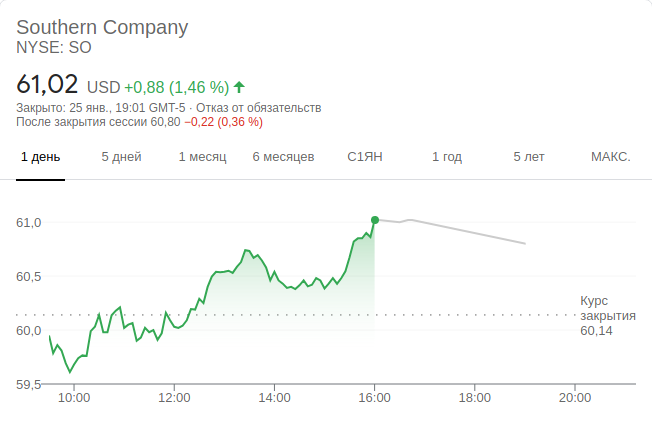 Southern Company
NYSE: SO
61,02 USD +0,88 (1,46 %)
Закрыто: 25 янв., 19:01 GMT-5 · Отказ от обязательств
После закрытия сессии 60,80 −0,22 (0,36 %)
1 день 5 дней 1 месяц 6 месяцев С1ЯН 1 год 5 лет МАКС.
61,0
60,5
60,0
59,5
Курс
закрытия
60,14
10:00 12:00 14:00 16:00 18:00 20:00